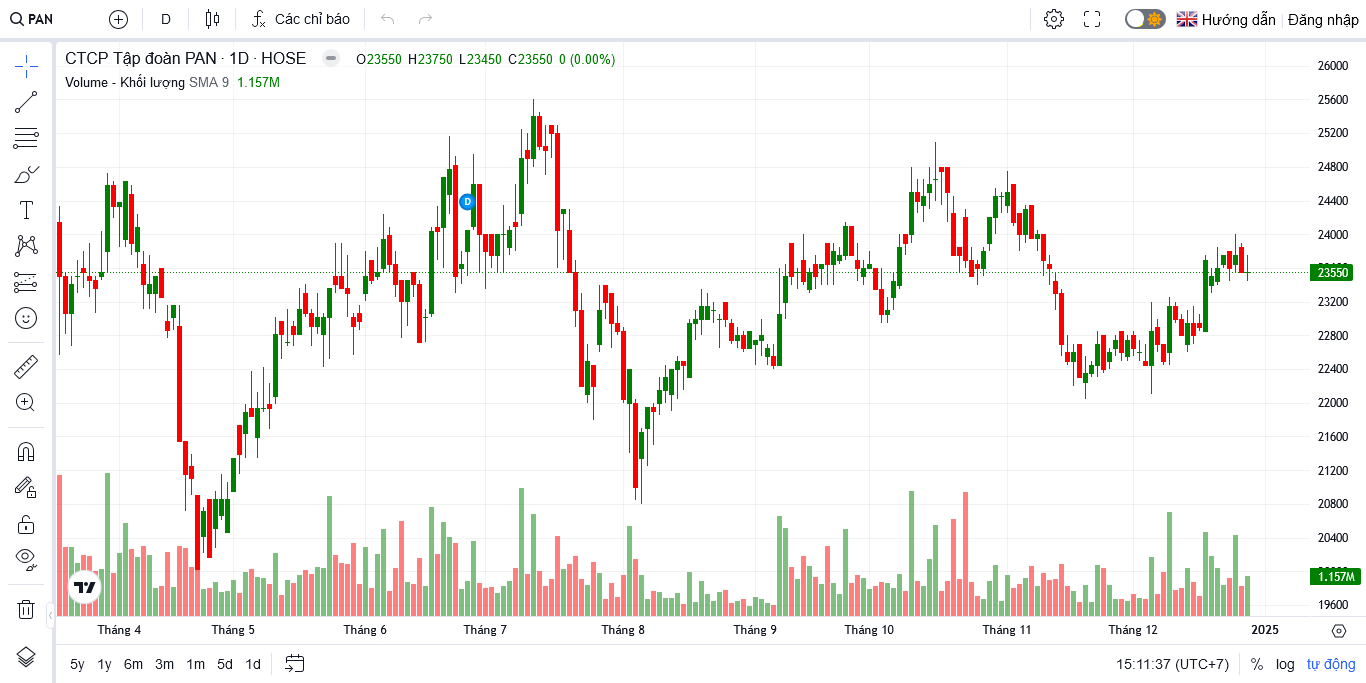 PAN D Các chỉ báo Hướng dẫn Đăng nhập
CTCP Tập đoàn PAN · 1D · HOSE O23550 H23750 L23450 C23550 0 (0.00%)
Volume - Khối lượng SMA 9 1.157M
26000
25600
25200
24800
24400
24000
23550
23200
22800
22400
22000
21600
21200
20800
20400
1.157M
19600
D
Tháng 4 Tháng 5 Tháng 6 Tháng 7 Tháng 8 Tháng 9 Tháng 10 Tháng 11 Tháng 12 2025
5y 1y 6m 3m 1m 5d 1d 15:11:37 (UTC+7) % log tự động